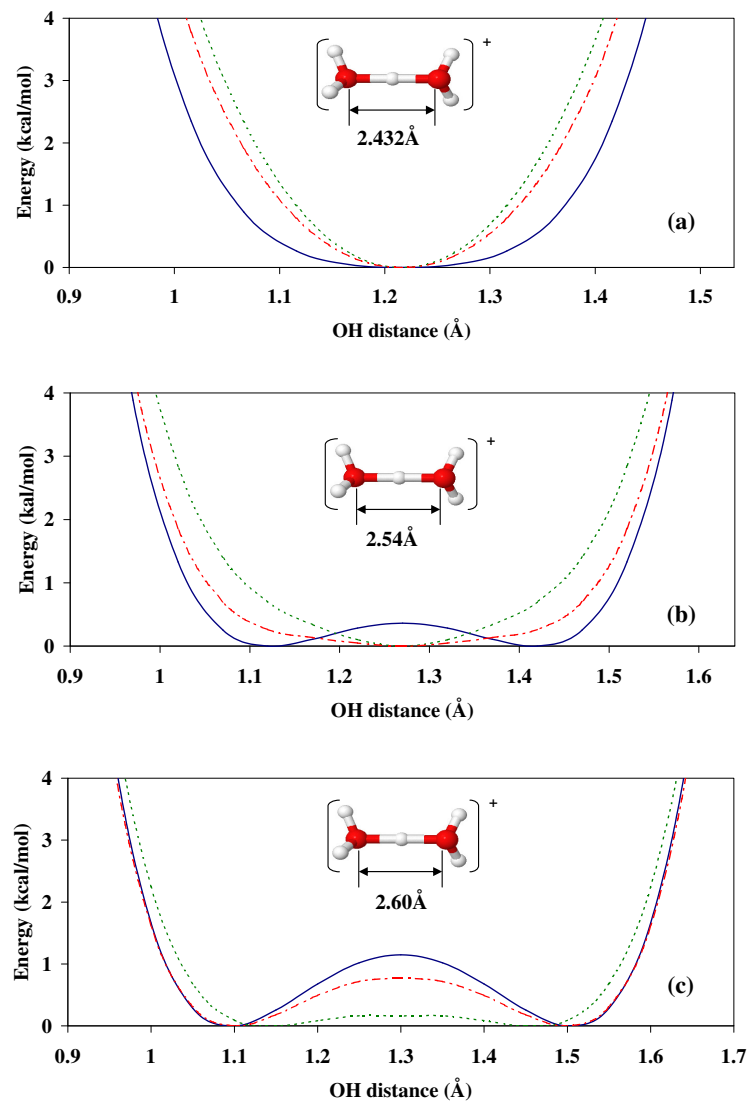 4
3
2
1
0
Energy (kcal/mol)
+
2.432Å
(a)
0.9 1 1.1 1.2 1.3 1.4 1.5
OH distance (Å)
4
3
2
1
0
Energy (kal/mol)
+
2.54Å
(b)
0.9 1 1.1 1.2 1.3 1.4 1.5 1.6
OH distance (Å)
4
3
2
1
0
Energy (kcal/mol)
+
2.60Å
(c)
0.9 1 1.1 1.2 1.3 1.4 1.5 1.6 1.7
OH distance (Å)